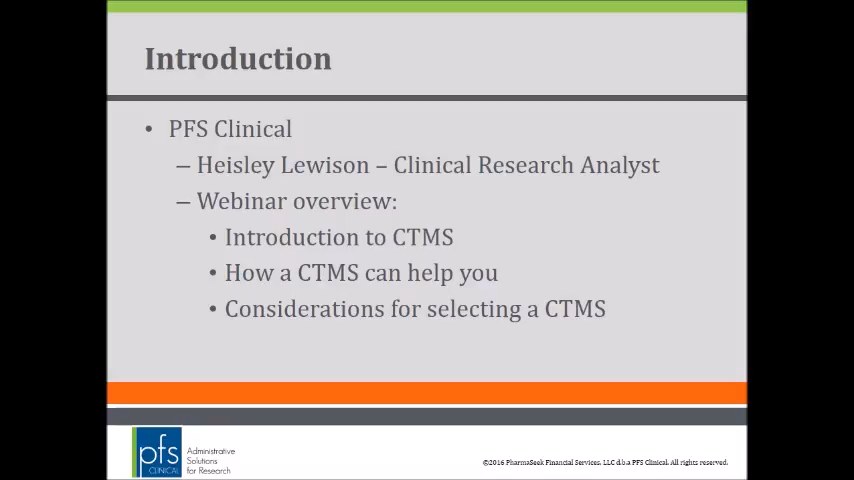 Introduction
• PFS Clinical
– Heisley Lewison – Clinical Research Analyst
– Webinar overview:
• Introduction to CTMS
• How a CTMS can help you
• Considerations for selecting a CTMS
pfs
CLINICAL
Administrative
Solutions
for Research
©2016 PharmaSeek Financial Services, LLC d.b.a PFS Clinical. All rights reserved.